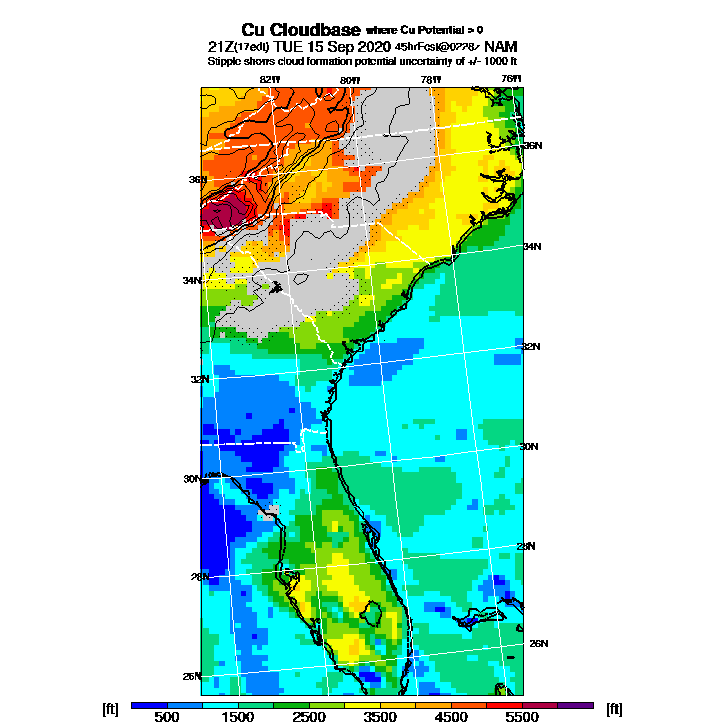 Cu Cloudbase where Cu Potential > 0
21Z(17edt) TUE 15 Sep 2020 45hrFcst@0228z NAM
Stipple shows cloud formation potential uncertainty of +/- 1000 ft
82W 80W 78W 76W
36N 36N
34N 34N
32N 32N
30N 30N
28N 28N
26N 26N
[ft] 500 1500 2500 3500 4500 5500 [ft]